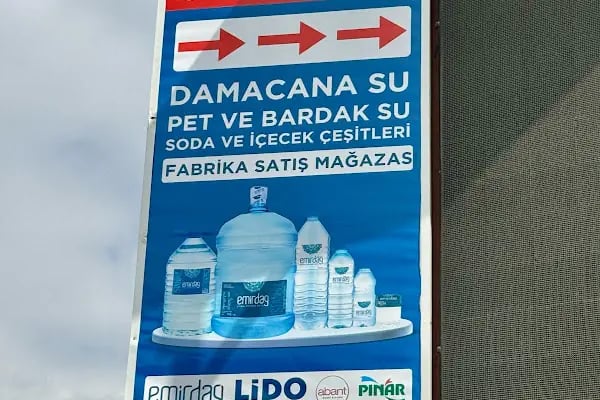 DAMACANA SU
PET VE BARDAK SU
SODA VE İÇECEK ÇEŞİTLERİ
FABRİKA SATIŞ MAĞAZAS
emirdağ
emirdağ
emirdağ
emirdağ LİDO abant PINAR